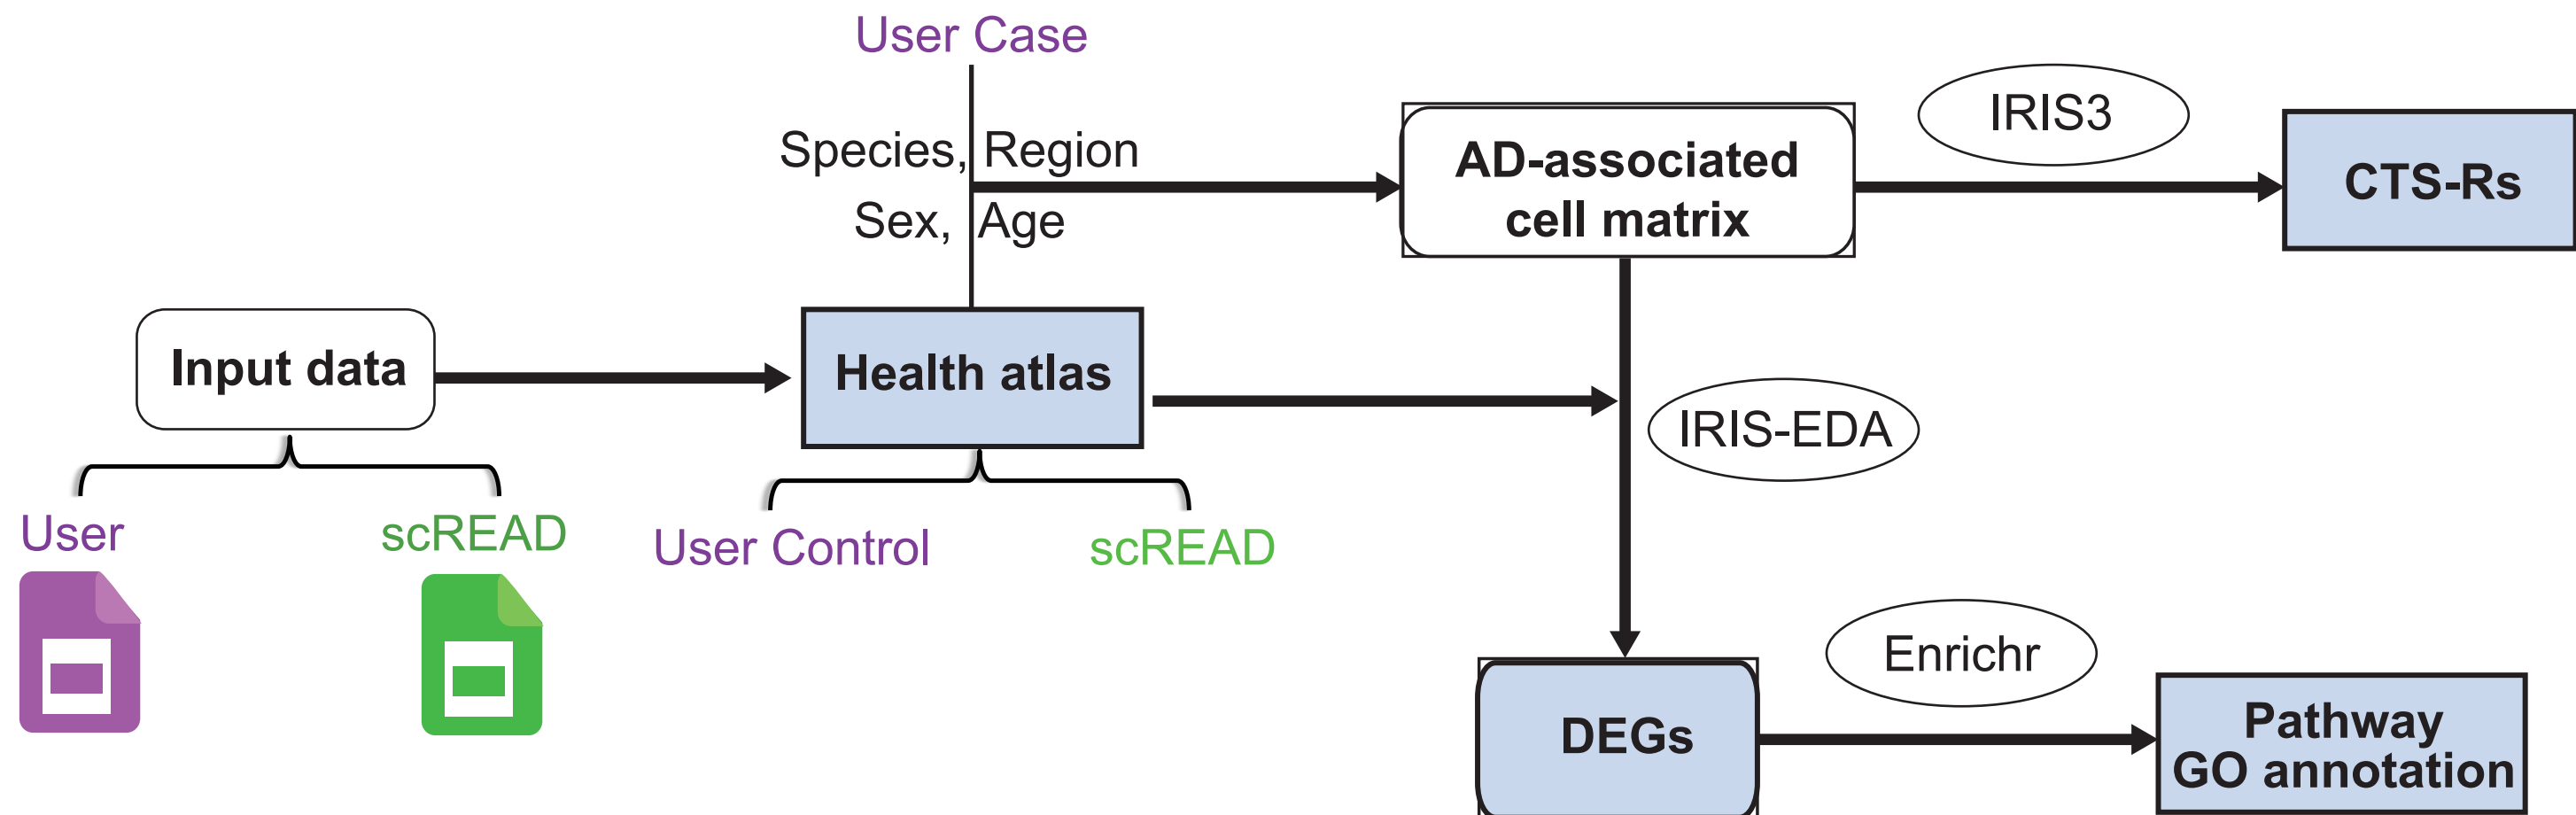 User Case
Species, Region
Sex, Age
AD-associated
cell matrix
IRIS3
CTS-Rs
Input data
Health atlas
IRIS-EDA
User
scREAD
User Control
scREAD
Enrichr
DEGs
Pathway
GO annotation